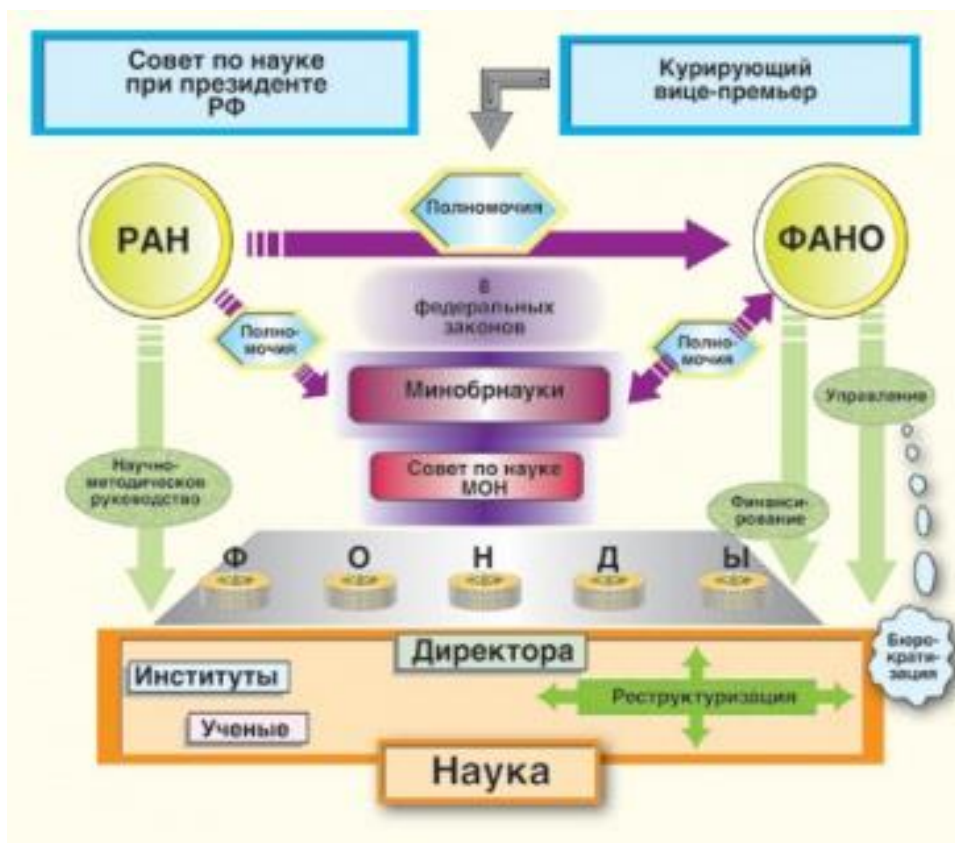 Совет по науке
при президенте
РФ
Курирующий
вице-премьер
РАН
Полномочия
ФАНО
8
федеральных
законов
Полно-
мочия
Полно-
мочия
Минобрнауки
Управление
Научно-
методическое
руководство
Совет по науке
МОН
Финанси-
рование
Ф О Н Д Ы
Директора
Институты
Ученые
Реструктуризация
Бюро-
крати-
зация
Наука